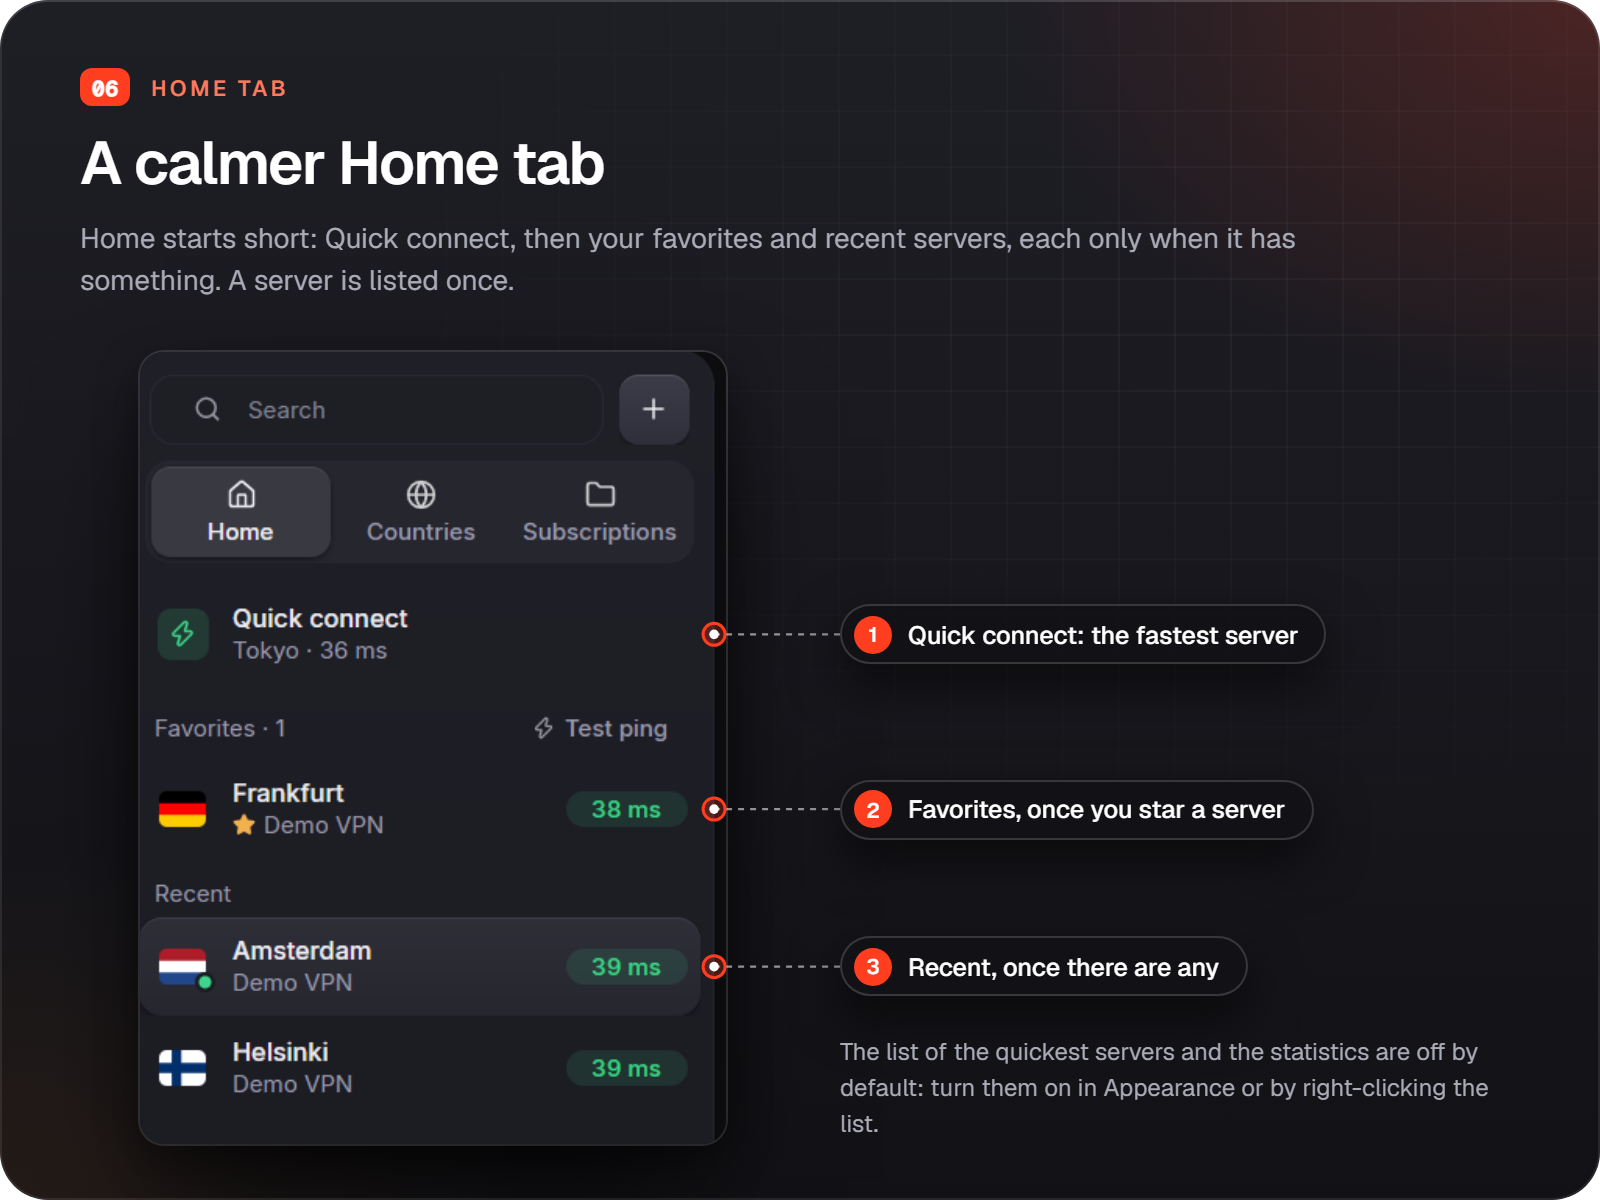 06 HOME TAB
A calmer Home tab
Home starts short: Quick connect, then your favorites and recent servers, each only when it has
something. A server is listed once.
Search
Home Countries Subscriptions
Quick connect
Tokyo · 36 ms
1 Quick connect: the fastest server
Favorites · 1 Test ping
Frankfurt
Demo VPN
38 ms
2 Favorites, once you star a server
Recent
Amsterdam
Demo VPN
39 ms
3 Recent, once there are any
Helsinki
Demo VPN
39 ms
The list of the quickest servers and the statistics are off by
default: turn them on in Appearance or by right-clicking the
list.